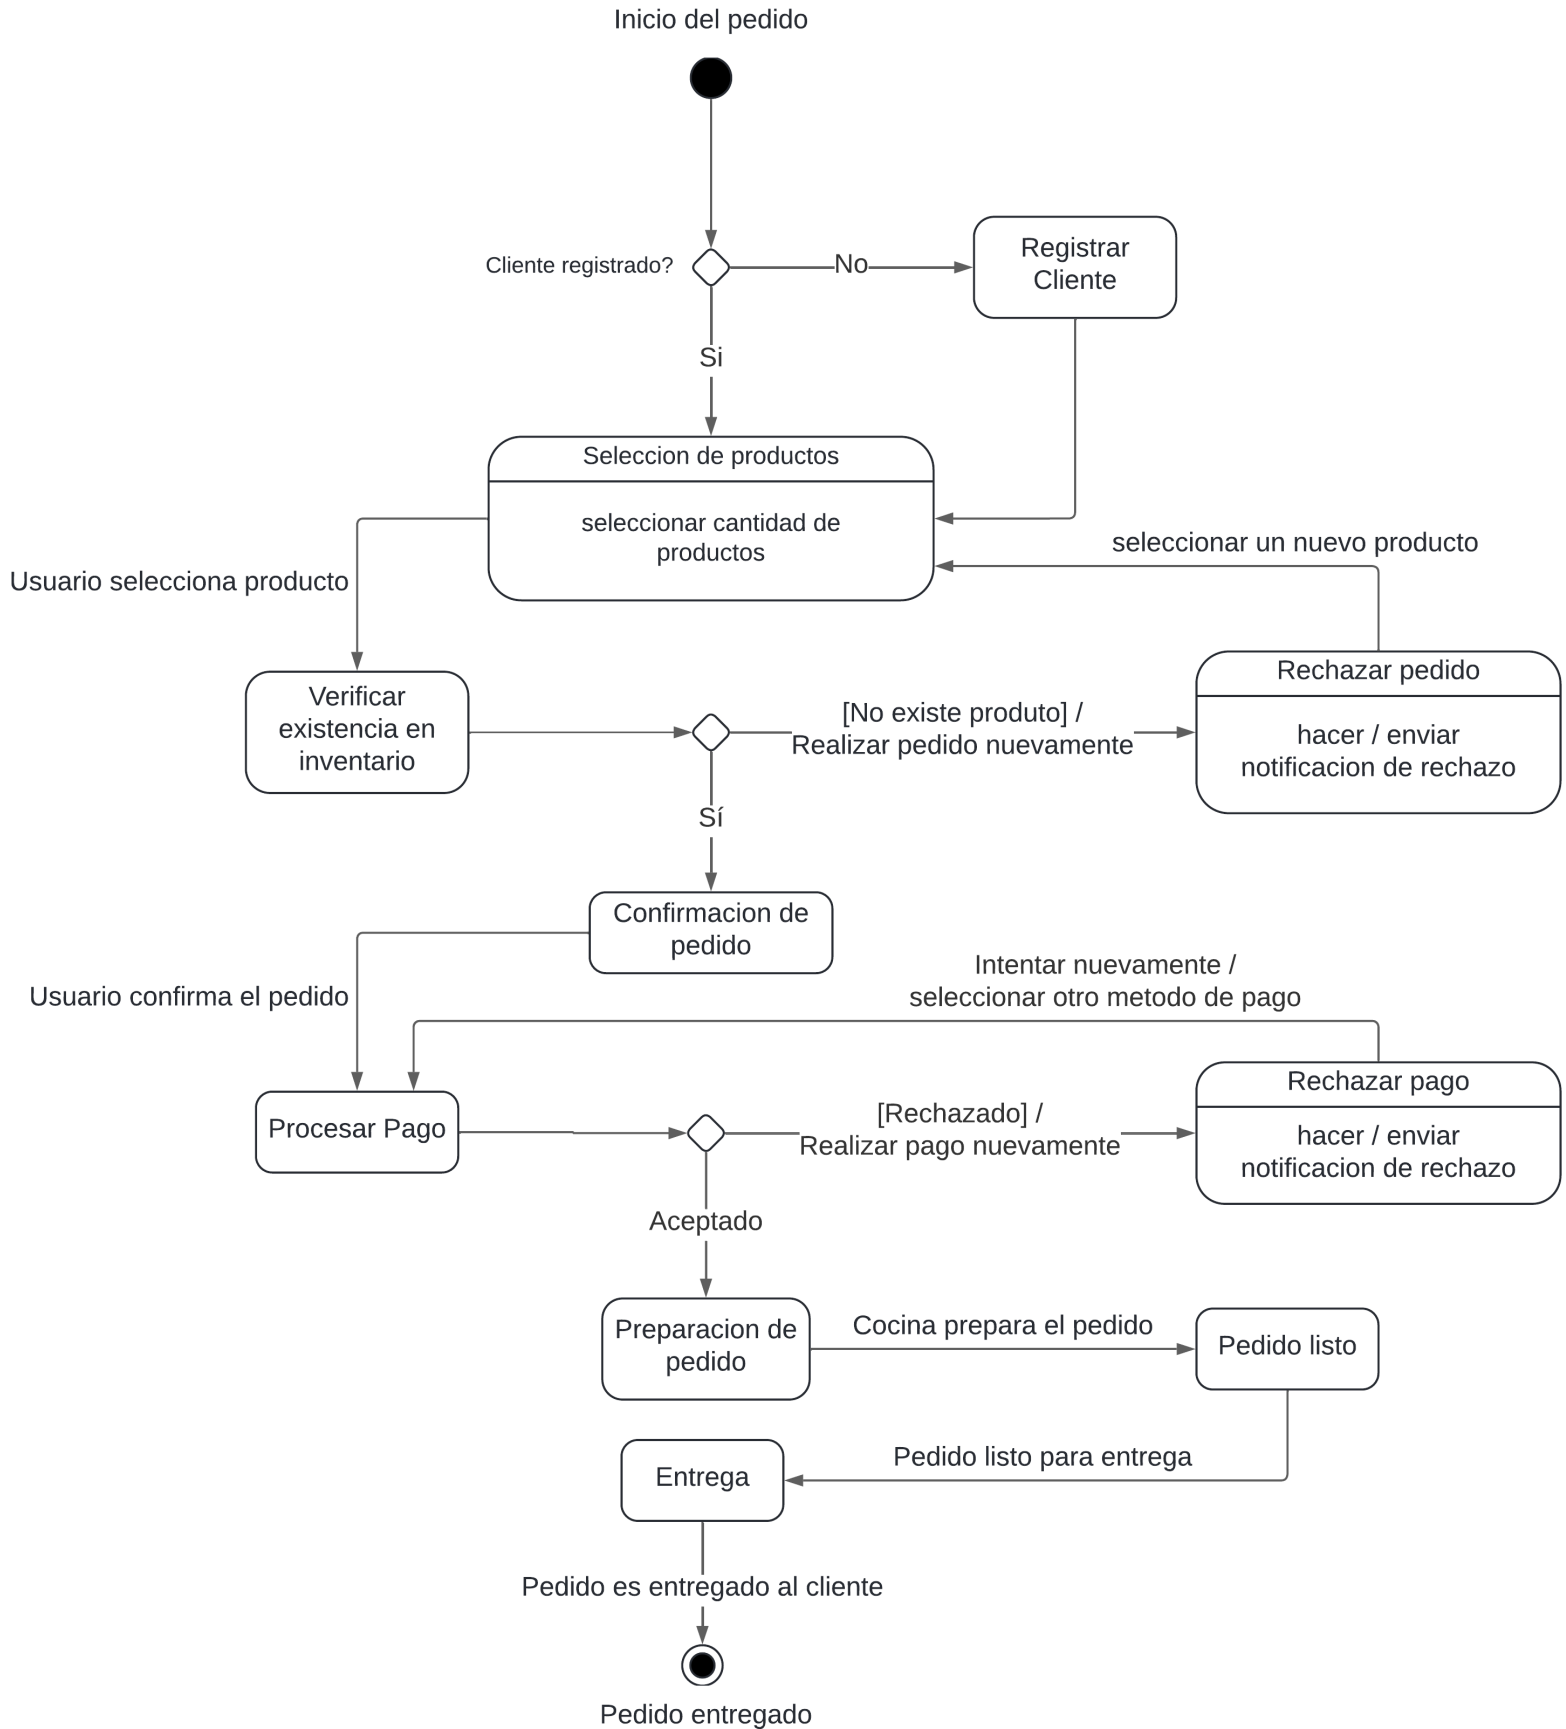 Inicio del pedido
Cliente registrado?
No
Registrar
Cliente
Si
Seleccion de productos
seleccionar cantidad de
productos
seleccionar un nuevo producto
Usuario selecciona producto
Verificar
existencia en
inventario
[No existe produto] /
Realizar pedido nuevamente
Rechazar pedido
hacer / enviar
notificacion de rechazo
Sí
Confirmacion de
pedido
Usuario confirma el pedido
Intentar nuevamente /
seleccionar otro metodo de pago
Procesar Pago
[Rechazado] /
Realizar pago nuevamente
Rechazar pago
hacer / enviar
notificacion de rechazo
Aceptado
Preparacion de
pedido
Cocina prepara el pedido
Pedido listo
Pedido listo para entrega
Entrega
Pedido es entregado al cliente
Pedido entregado